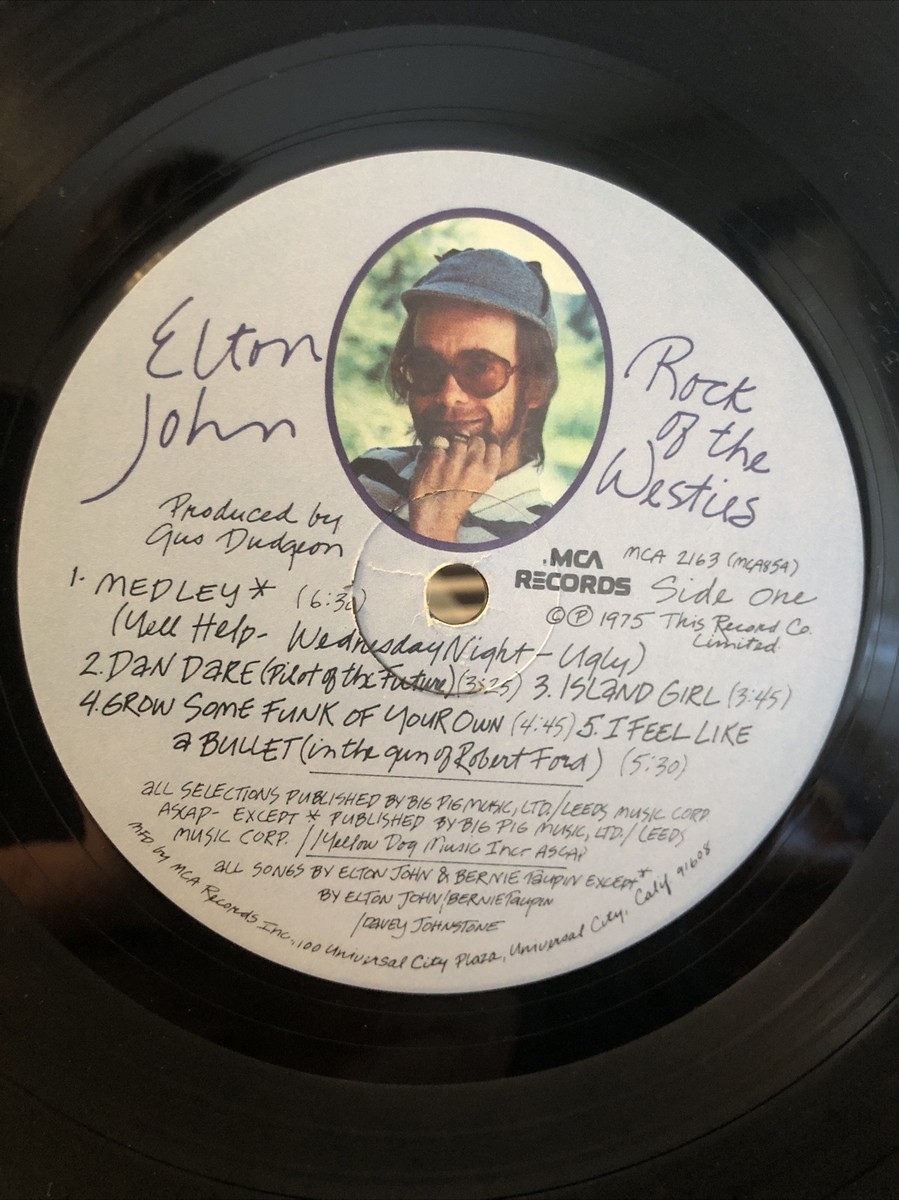 Elton
John
Rock
of the
Westies
Produced by
Gus Dudgeon
MCA
RECORDS
MCA 2163 (MCA854)
Side One
©℗1975 This Record Co.
Limited
1. MEDLEY* (6:30)
(Yell Help- Wednesday Night - Ugly)
2. DAN DARE (Pilot of the Future) (3:25) 3. ISLAND GIRL (3:45)
4. GROW SOME FUNK OF YOUR OWN (4:45) 5. I FEEL LIKE
a BULLET (in the gun of Robert Ford) (5:30)
ALL SELECTIONS PUBLISHED BY BIG PIG MUSIC, LTD./LEEDS MUSIC CORP.
ASCAP- EXCEPT * PUBLISHED BY BIG PIG MUSIC, LTD./LEEDS
MUSIC CORP. / Yellow Dog Music Inc. ASCAP
ALL SONGS BY ELTON JOHN & BERNIE TAUPIN EXCEPT*
BY ELTON JOHN/BERNIE TAUPIN
/DAVEY JOHNSTONE
MFD. by MCA Records Inc., 100 Universal City Plaza, Universal City, Calif 91608